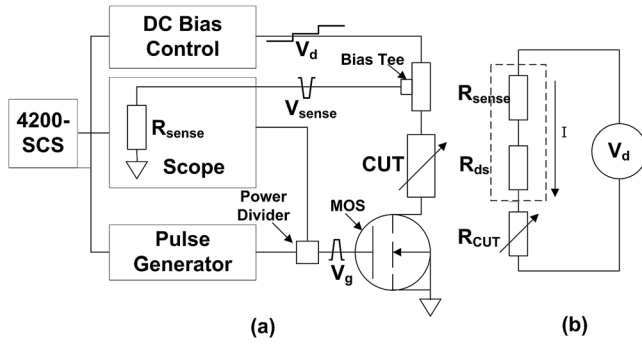 DC Bias
Control
V_d
Bias Tee
4200-
SCS
R_sense
V_sense
Scope
CUT
Power
Divider
MOS
Pulse
Generator
V_g
(a)
R_sense
I
R_ds
V_d
R_CUT
(b)